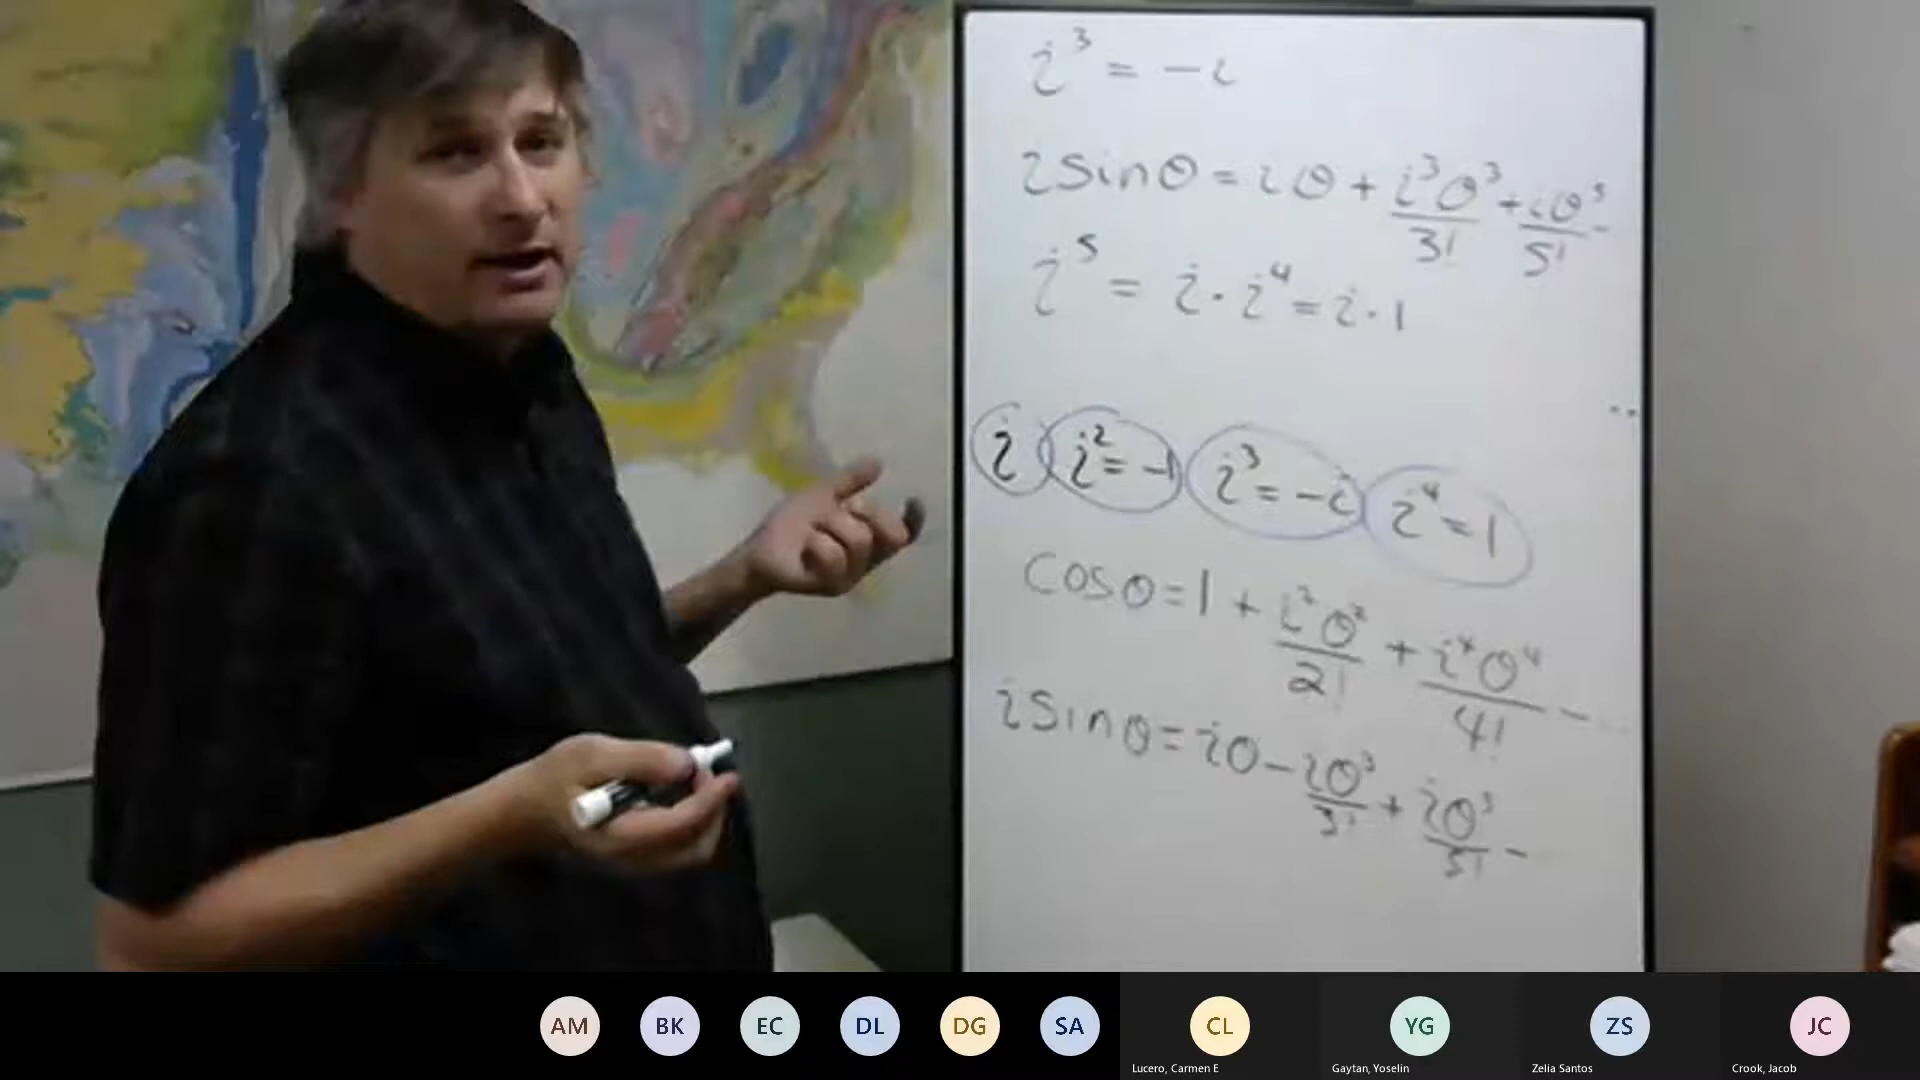 i³ = -i
i sin θ = i θ + i³θ³/3! + iθ⁵/5! -
i⁵ = i · i⁴ = i · 1
i i² = -1 i³ = -i i⁴ = 1
cos θ = 1 + i²θ²/2! + i⁴θ⁴/4! - ...
i sin θ = iθ - iθ³/3! + iθ⁵/5! -
AM BK EC DL DG SA CL YG ZS JC
Lucero, Carmen E Gaytan, Yoselin Zelia Santos Crook, Jacob